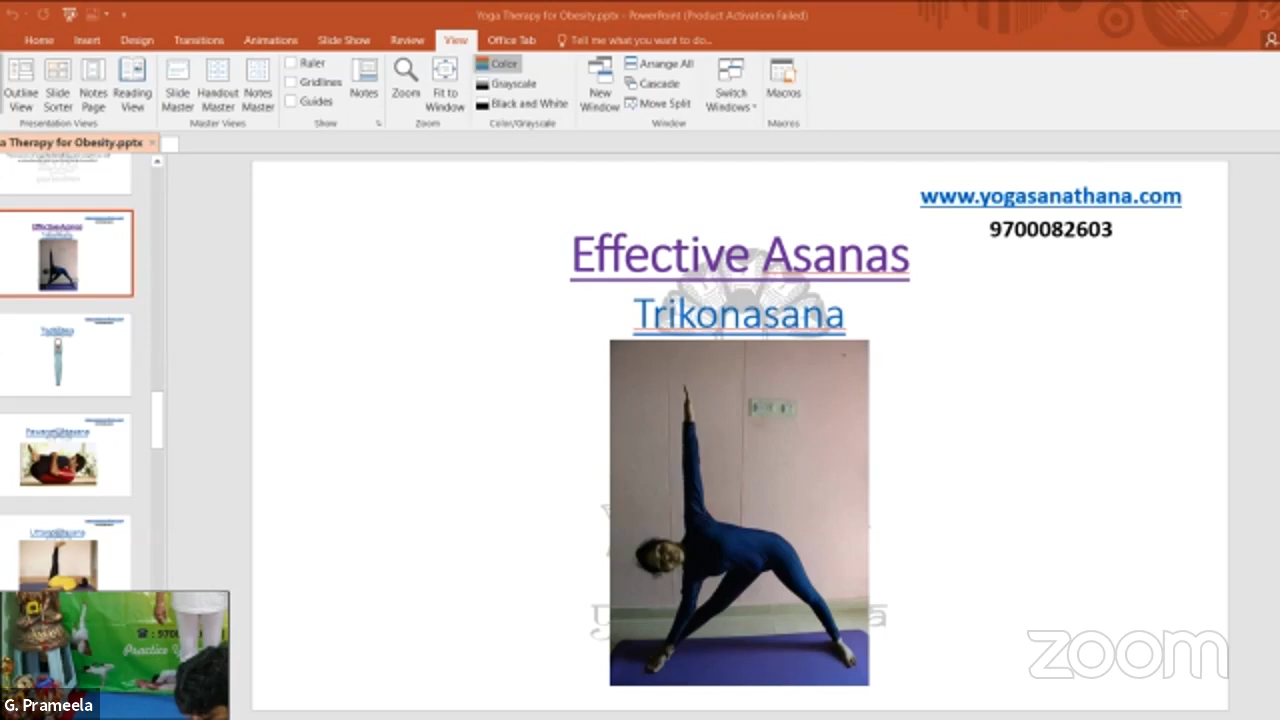 Yoga Therapy for Obesity.pptx - PowerPoint (Product Activation Failed)
Home Insert Design Transitions Animations Slide Show Review View Office Tab Tell me what you want to do...
Outline View
Slide Sorter
Notes Page
Reading View
Slide Master
Handout Master
Notes Master
Ruler
Gridlines
Guides
Notes
Zoom
Fit to Window
Color
Grayscale
Black and White
New Window
Arrange All
Cascade
Move Split
Switch Windows
Macros
Presentation Views
Master Views
Show
Zoom
Color/Grayscale
Window
Macros
a Therapy for Obesity.pptx
www.yogasanathana.com
9700082603
Effective Asanas
Trikonasana
Effective Asanas
Practice
G. Prameela
zoom